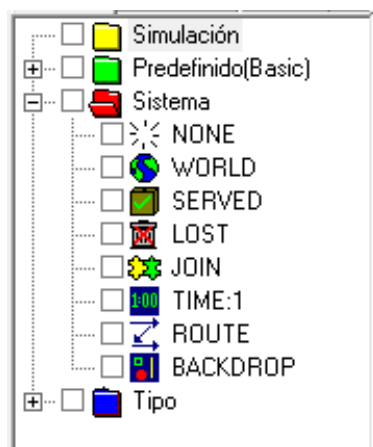 Simulación
Predefinido(Basic)
Sistema
NONE
WORLD
SERVED
LOST
JOIN
1:00 TIME:1
ROUTE
BACKDROP
Tipo